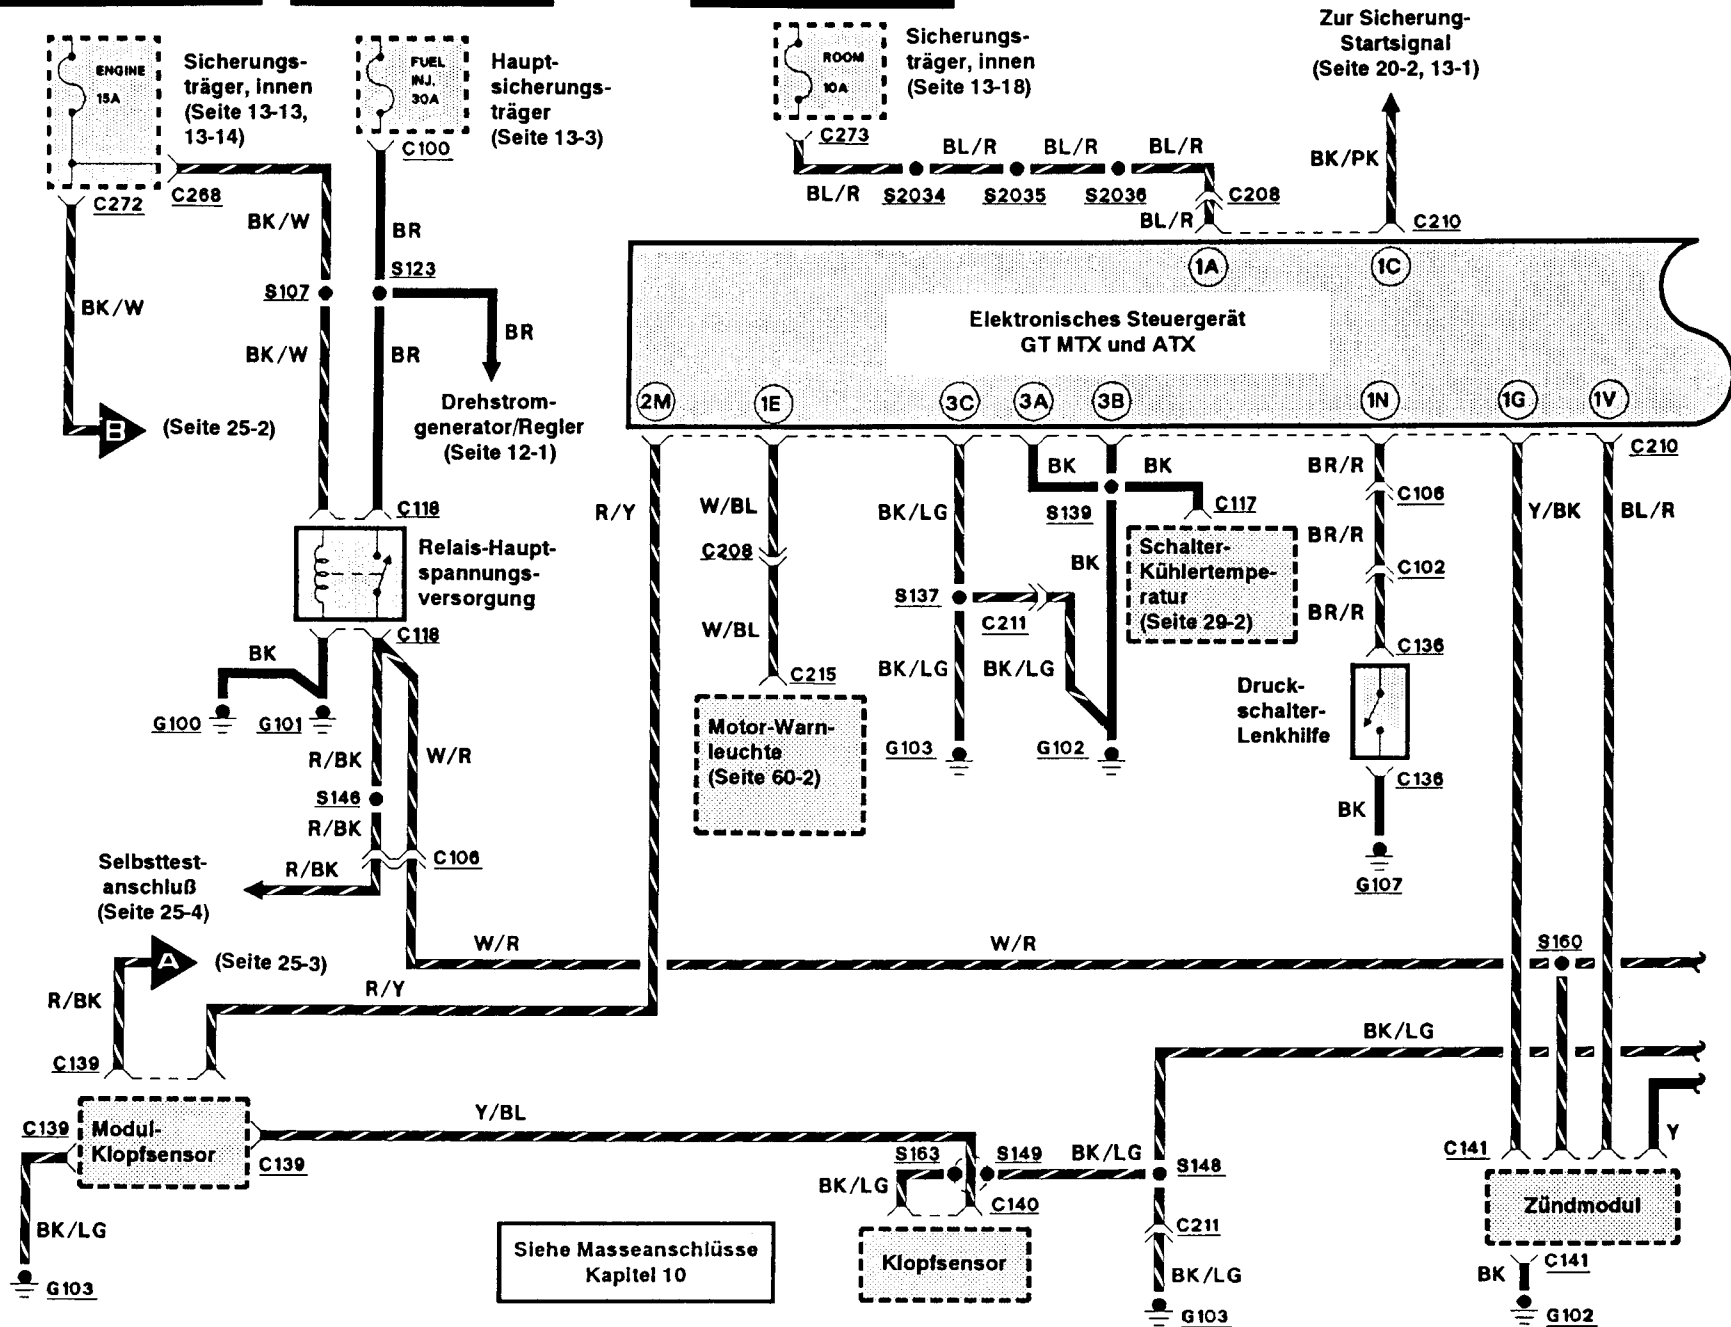 ENGINE
15A
Sicherungs-
träger, innen
(Seite 13-13,
13-14)
FUEL
INJ.
30A
Haupt-
sicherungs-
träger
(Seite 13-3)
ROOM
10A
Sicherungs-
träger, innen
(Seite 13-18)
Zur Sicherung-
Startsignal
(Seite 20-2, 13-1)
C272
C268
C100
C273
BL/R
S2034
BL/R
S2035
BL/R
S2036
BL/R
C208
BL/R
BK/PK
C210
BK/W
BR
S107
S123
BK/W
BR
BK/W
BR
1A
1C
Elektronisches Steuergerät
GT MTX und ATX
2M
1E
3C
3A
3B
1N
1G
1V
C210
B
(Seite 25-2)
Drehstrom-
generator/Regler
(Seite 12-1)
C118
Relais-Haupt-
spannungs-
versorgung
C118
BK
G100
G101
R/Y
W/BL
C208
W/BL
C215
Motor-Warn-
leuchte
(Seite 60-2)
BK/LG
S137
BK/LG
G103
C211
BK/LG
BK
BK
S139
C117
BK
G102
Schalter-
Kühlertempe-
ratur
(Seite 29-2)
BR/R
C106
BR/R
C102
BR/R
C136
Druck-
schalter-
Lenkhilfe
C136
BK
G107
Y/BK
BL/R
R/BK
W/R
S146
R/BK
C106
R/BK
Selbsttest-
anschluß
(Seite 25-4)
A
(Seite 25-3)
W/R
W/R
S160
R/BK
R/Y
C139
BK/LG
C139
Modul-
Klopfsensor
C139
Y/BL
BK/LG
G103
S163
S149
BK/LG
S148
BK/LG
C140
Klopfsensor
C211
BK/LG
G103
C141
Y
Zündmodul
C141
BK
G102
Siehe Masseanschlüsse
Kapitel 10